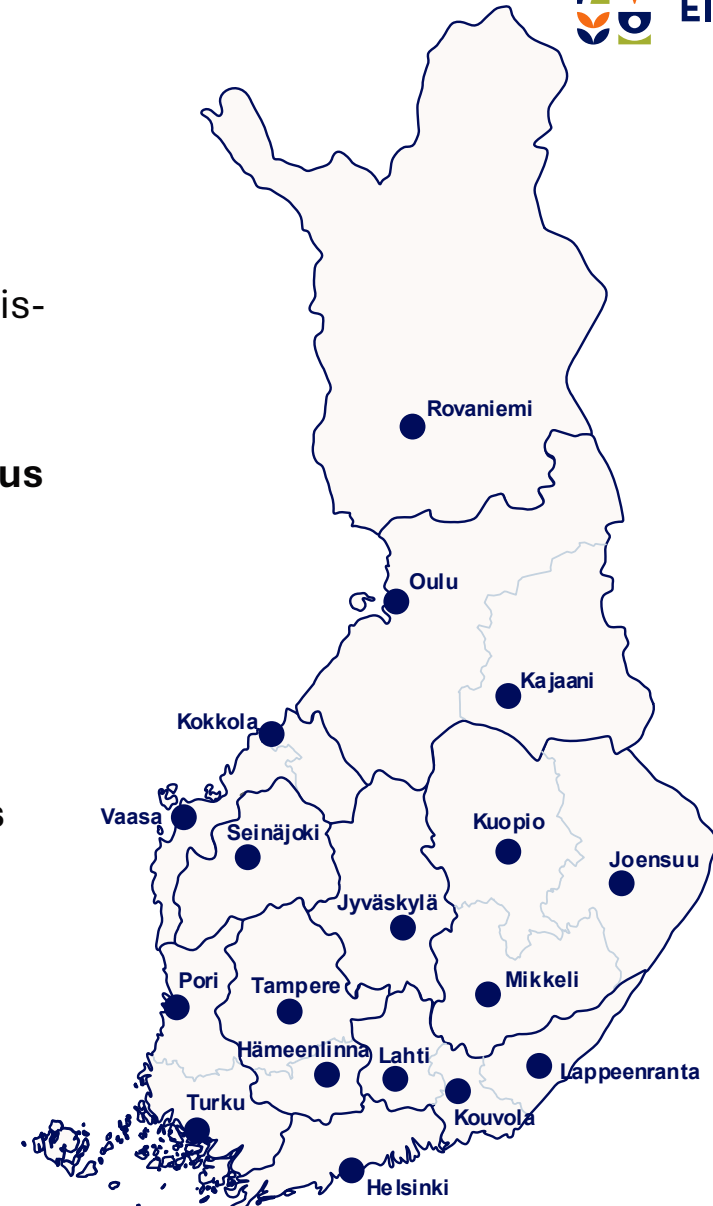 El
is-
Rovaniemi
us
Oulu
Kajaani
Kokkola
Vaasa
s
Seinäjoki
Kuopio
Joensuu
Jyväskylä
Pori
Tampere
Mikkeli
Hämeenlinna
Lahti
Lappeenranta
Turku
Kouvola
Helsinki